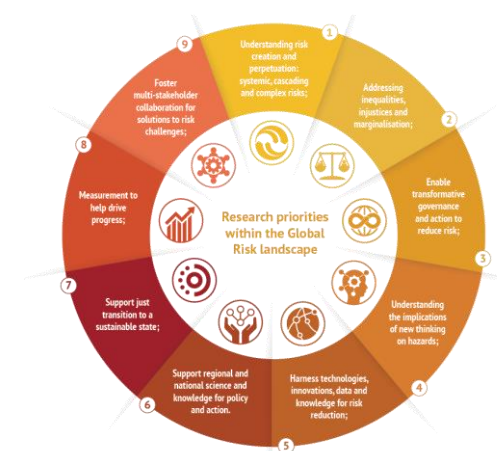 Research priorities
within the Global
Risk landscape
1
Understanding risk
creation and
perpetuation:
systemic, cascading
and complex risks;
2
Addressing
inequalities,
injustices and
marginalisation;
3
Enable
transformative
governance
and action to
reduce risk;
4
Understanding
the implications
of new thinking
on hazards;
5
Harness technologies,
innovations, data and
knowledge for risk
reduction;
6
Support regional and
national science and
knowledge for policy
and action.
7
Support just
transition to a
sustainable state;
8
Measurement to
help drive
progress;
9
Foster
multi-stakeholder
collaboration for
solutions to risk
challenges;